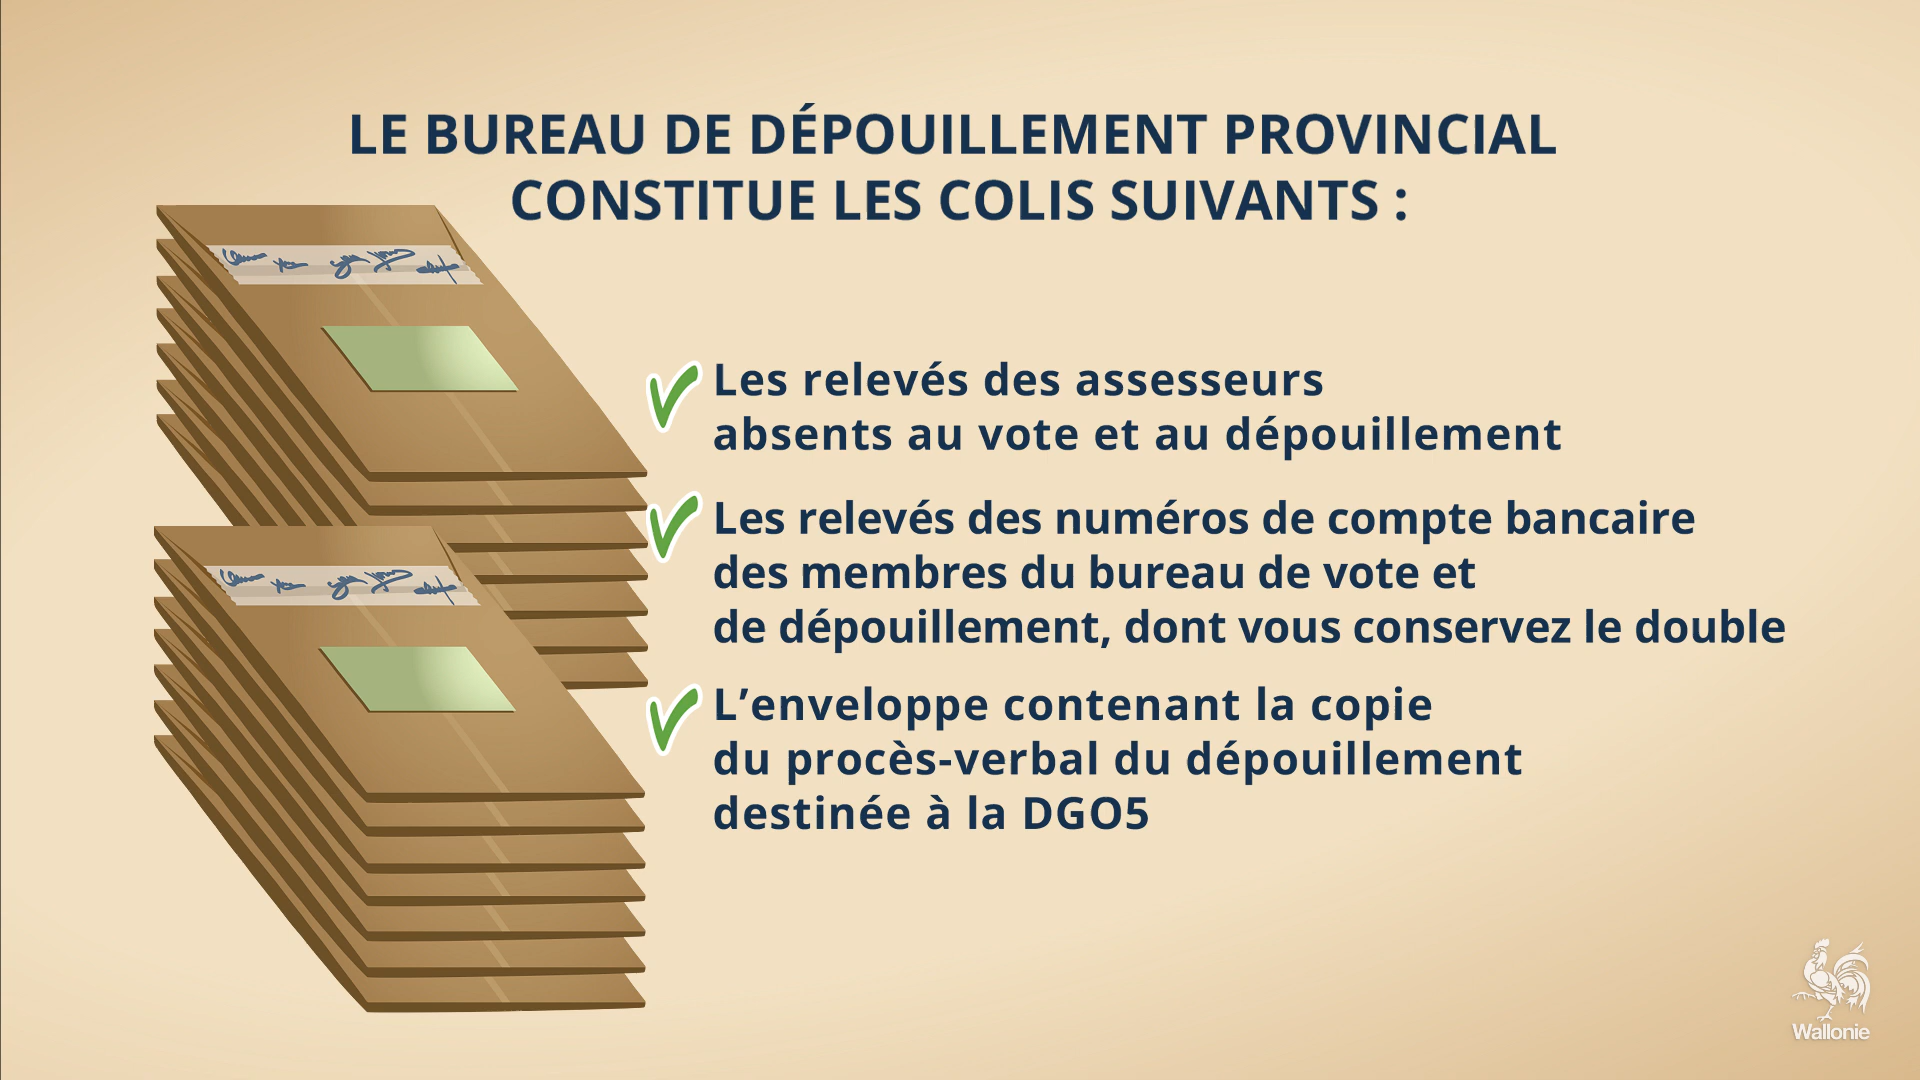 LE BUREAU DE DÉPOUILLEMENT PROVINCIAL
CONSTITUE LES COLIS SUIVANTS :
Les relevés des assesseurs
absents au vote et au dépouillement
Les relevés des numéros de compte bancaire
des membres du bureau de vote et
de dépouillement, dont vous conservez le double
L’enveloppe contenant la copie
du procès-verbal du dépouillement
destinée à la DGO5
Wallonie